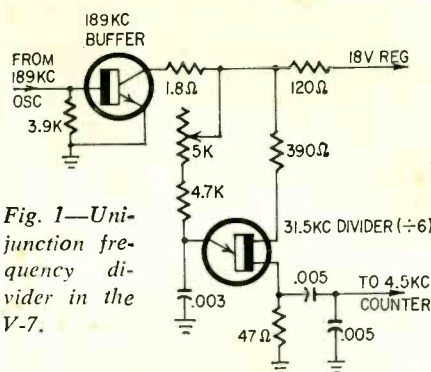 189KC
BUFFER
FROM
189KC
OSC
3.9K
1.8Ω
18V REG
120Ω
5K
390Ω
4.7K
31.5KC DIVIDER (÷6)
.003
.005
TO 4.5KC
COUNTER
47Ω
.005
Fig. 1—Uni-
junction fre-
quency di-
vider in the
V-7.